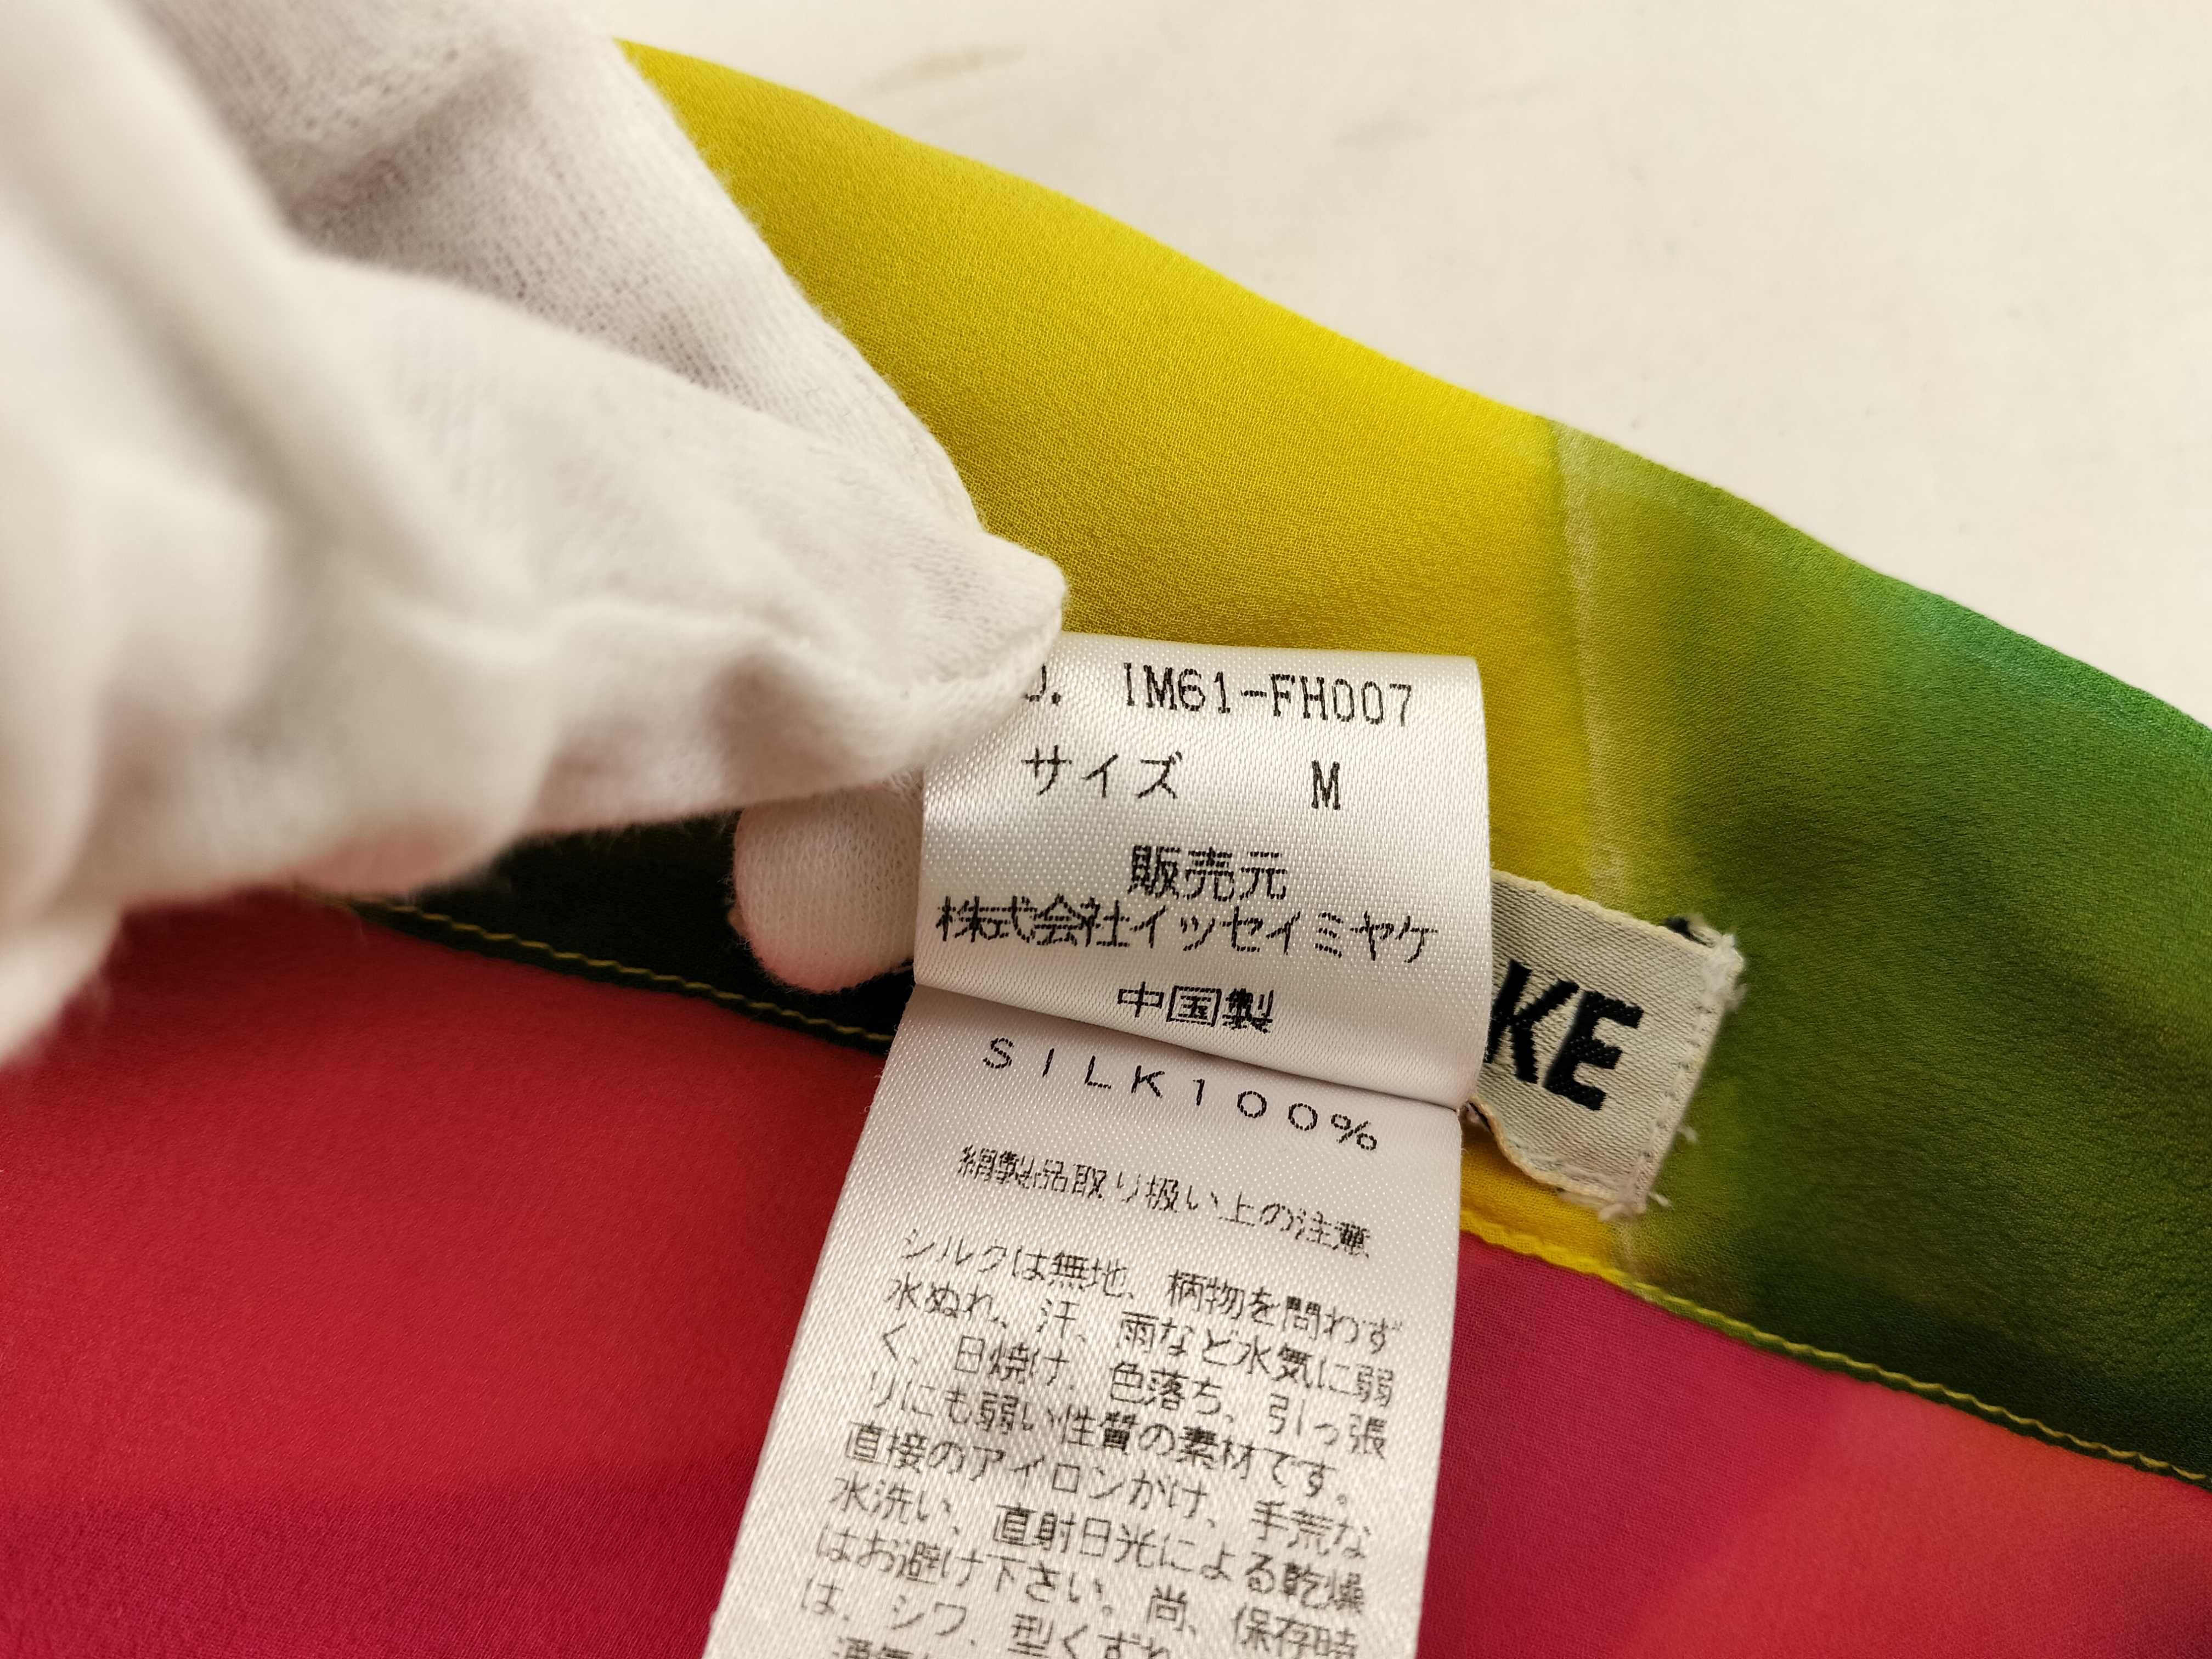 . IM61-FH007
サイズ M
販売元
株式会社イッセイミヤケ
中国製
KE
SILK100%
絹製品取り扱い上の注意
シルクは無地、柄物を問わず
水ぬれ、汗、雨など水気に弱
く、日焼け、色落ち、引っ張
りにも弱い性質の素材です。
直接のアイロンがけ、手荒な
水洗い、直射日光による乾燥
はお避け下さい。尚、保存時
は、シワ、型くずれ
通気